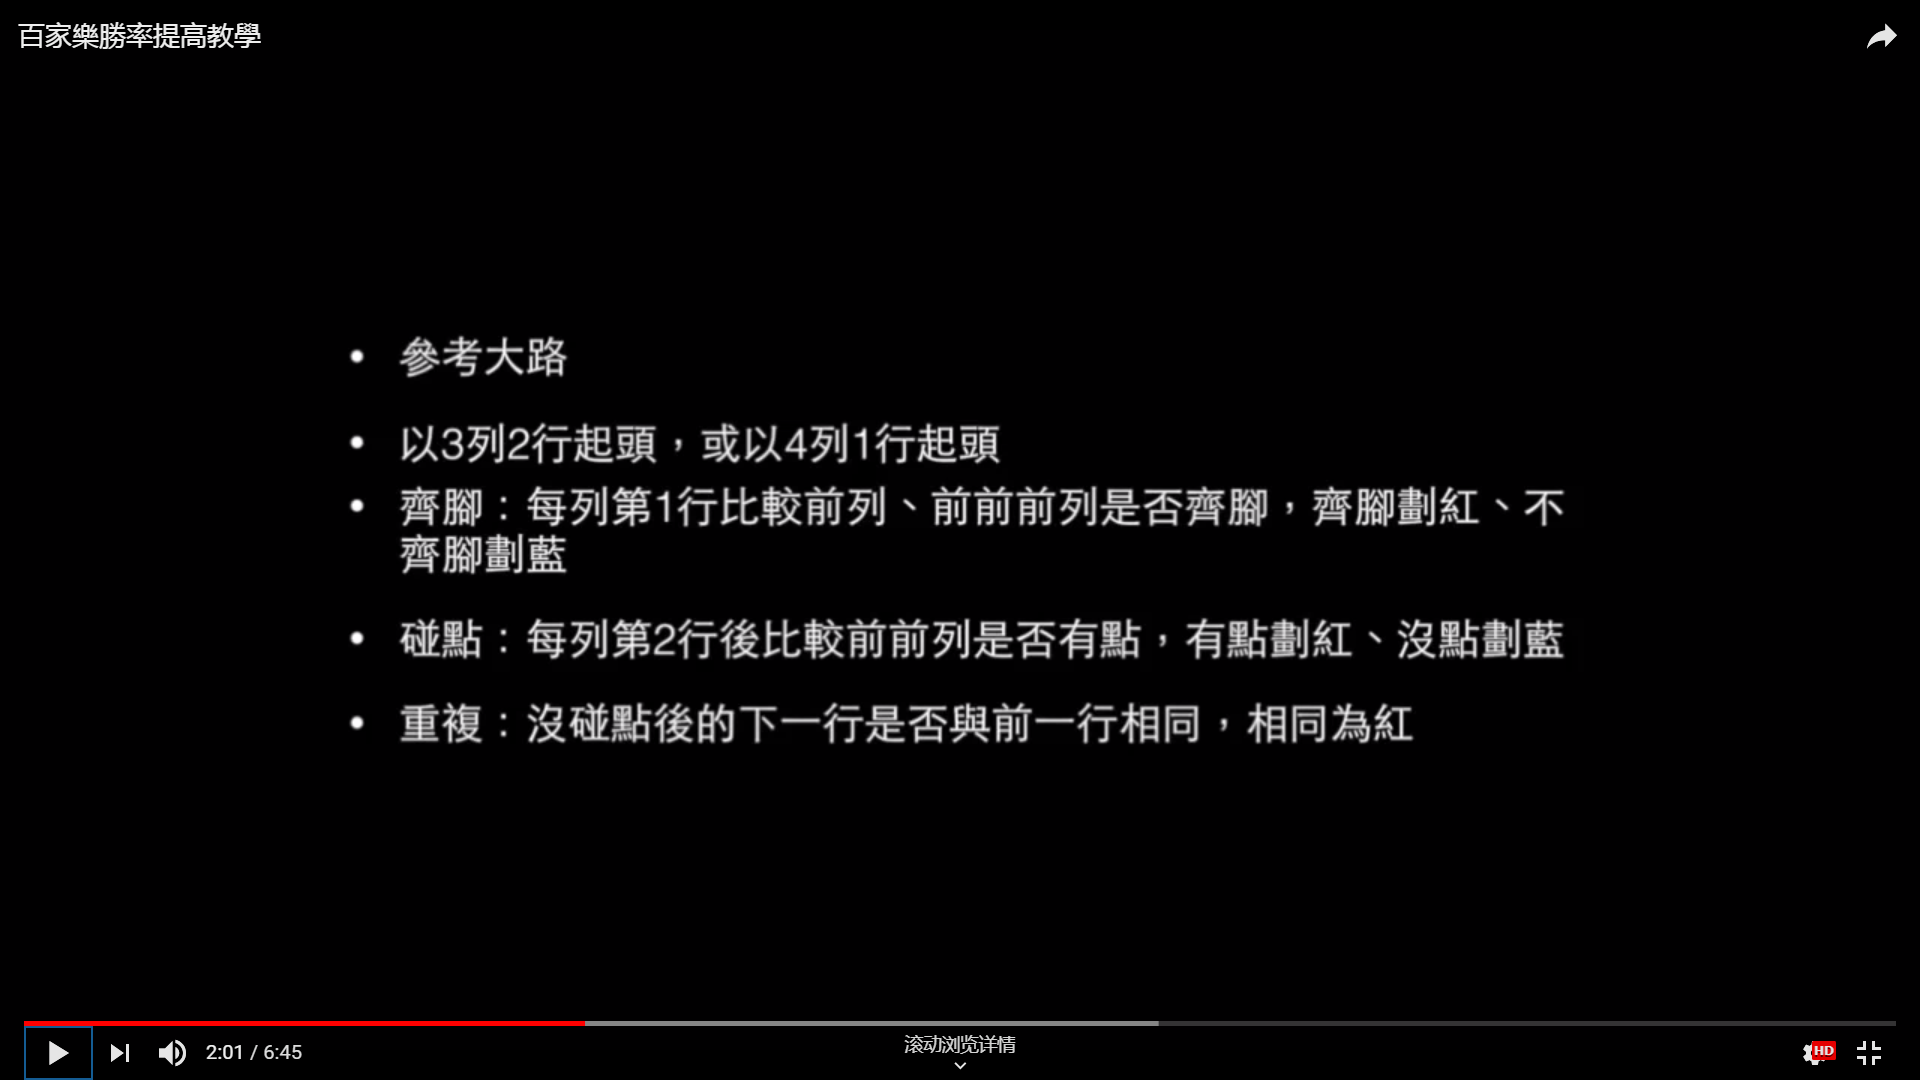 百家樂勝率提高教學
• 參考大路
• 以3列2行起頭，或以4列1行起頭
• 齊腳：每列第1行比較前列、前前前列是否齊腳，齊腳劃紅、不
齊腳劃藍
• 碰點：每列第2行後比較前前列是否有點，有點劃紅、沒點劃藍
• 重複：沒碰點後的下一行是否與前一行相同，相同為紅
2:01 / 6:45
滚动浏览详情
HD